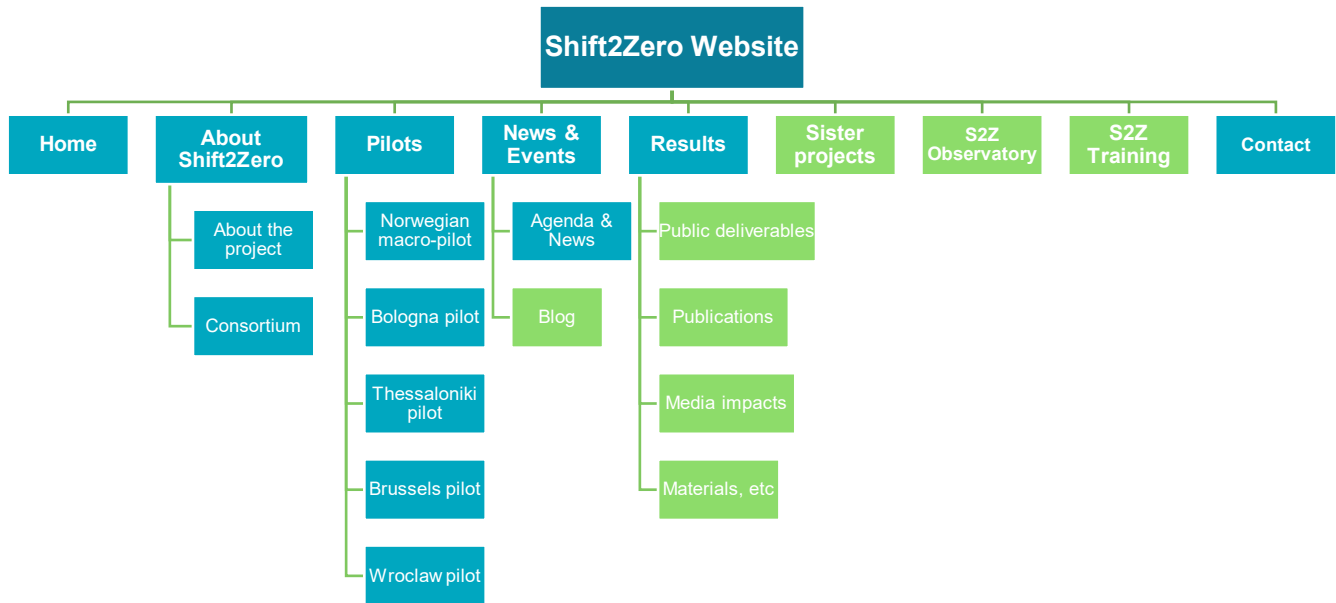 Shift2Zero Website
Home
About
Shift2Zero
Pilots
News &
Events
Results
Sister
projects
S2Z
Observatory
S2Z
Training
Contact
About the
project
Consortium
Norwegian
macro-pilot
Bologna pilot
Thessaloniki
pilot
Brussels pilot
Wroclaw pilot
Agenda &
News
Blog
Public deliverables
Publications
Media impacts
Materials, etc